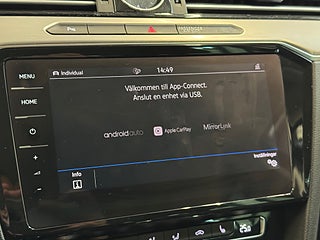 MENU
Individual
14:49
Välkommen till App-Connect.
Anslut en enhet via USB.
HOME
androidauto
Apple CarPlay
MirrorLink
Inställningar
Info